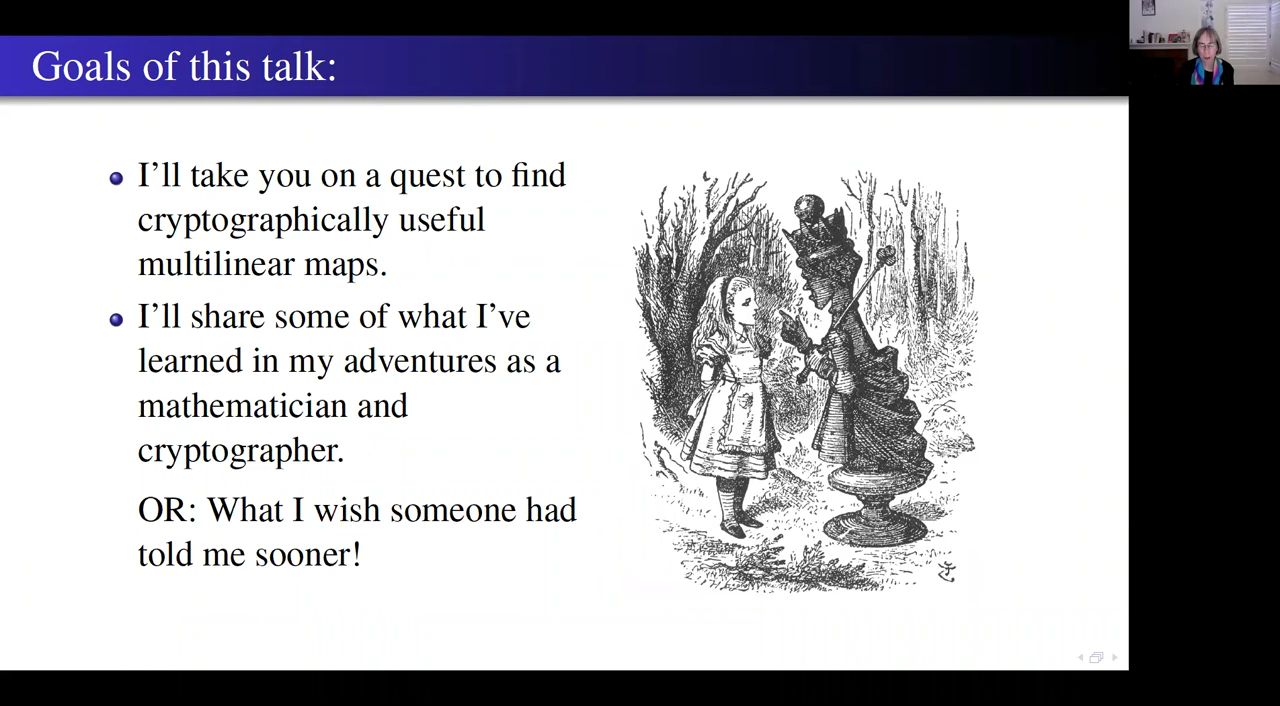 Goals of this talk:
I'll take you on a quest to find
cryptographically useful
multilinear maps.
I'll share some of what I've
learned in my adventures as a
mathematician and
cryptographer.
OR: What I wish someone had
told me sooner!